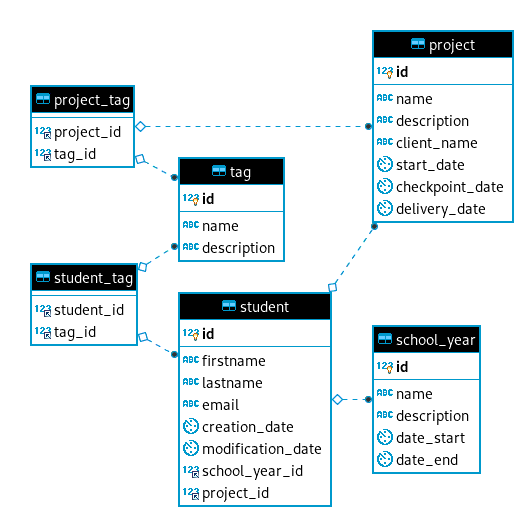 project
123 id
ABC name
ABC description
ABC client_name
start_date
checkpoint_date
delivery_date
project_tag
123 project_id
123 tag_id
tag
123 id
ABC name
ABC description
student_tag
123 student_id
123 tag_id
student
123 id
ABC firstname
ABC lastname
ABC email
creation_date
modification_date
123 school_year_id
123 project_id
school_year
123 id
ABC name
ABC description
date_start
date_end